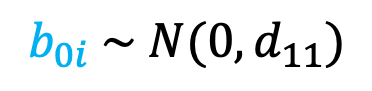 b₀ᵢ ~ N(0, d₁₁)